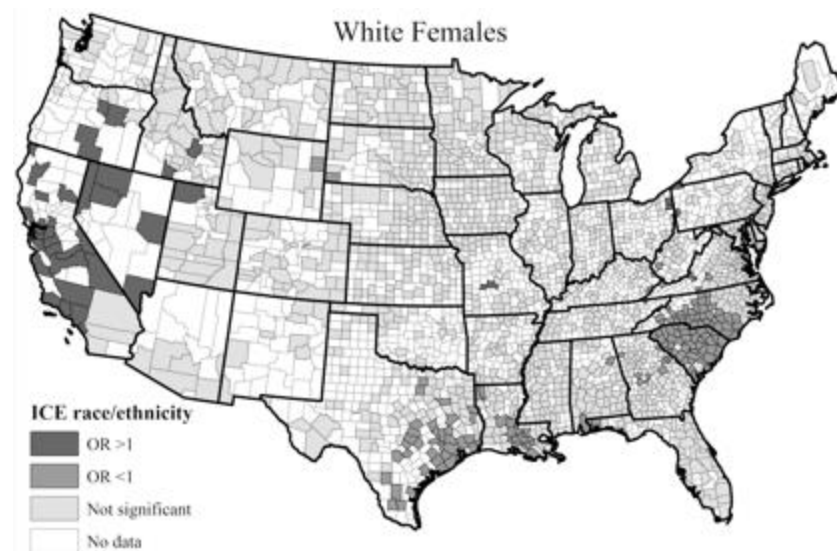 White Females
ICE race/ethnicity
OR >1
OR <1
Not significant
No data